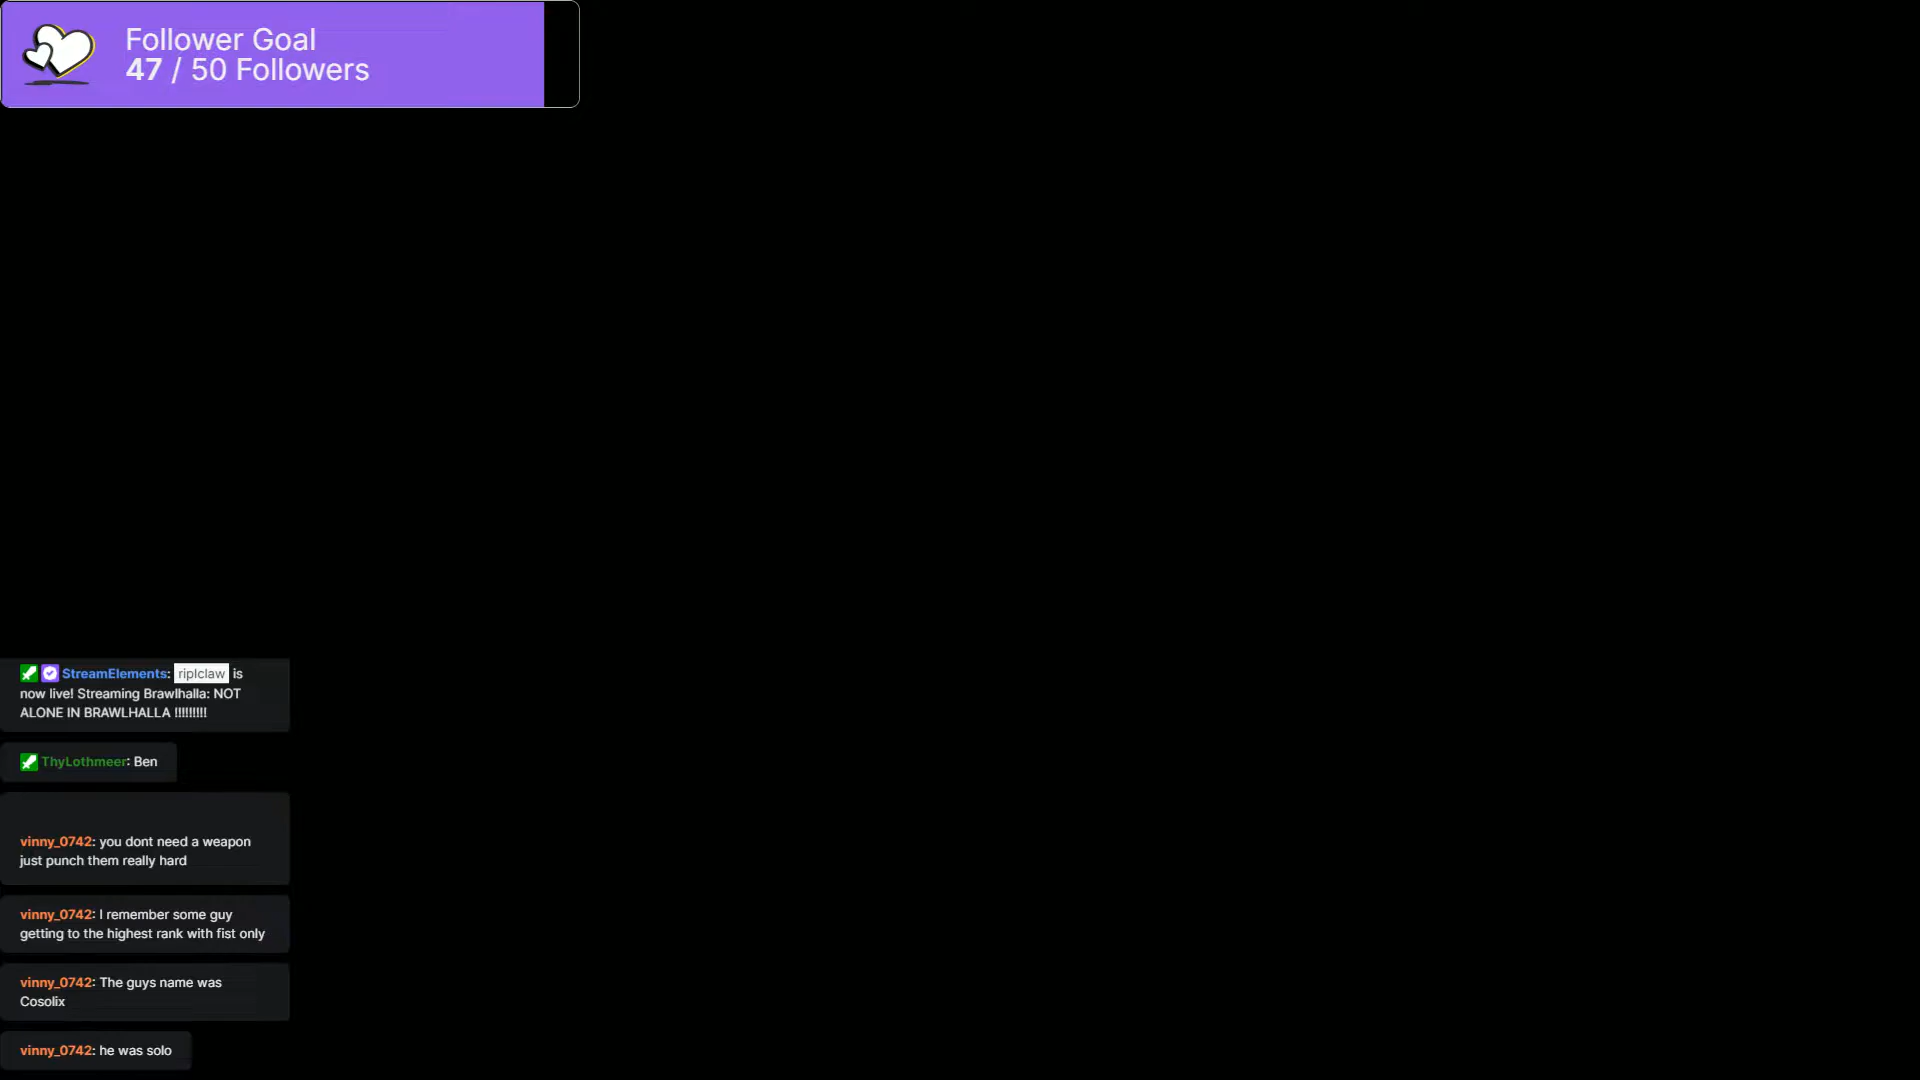 Follower Goal
47 / 50 Followers
StreamElements: riplclaw is
now live! Streaming Brawlhalla: NOT
ALONE IN BRAWLHALLA !!!!!!!!!
ThyLothmeer: Ben
vinny_0742: you dont need a weapon
just punch them really hard
vinny_0742: I remember some guy
getting to the highest rank with fist only
vinny_0742: The guys name was
Cosolix
vinny_0742: he was solo